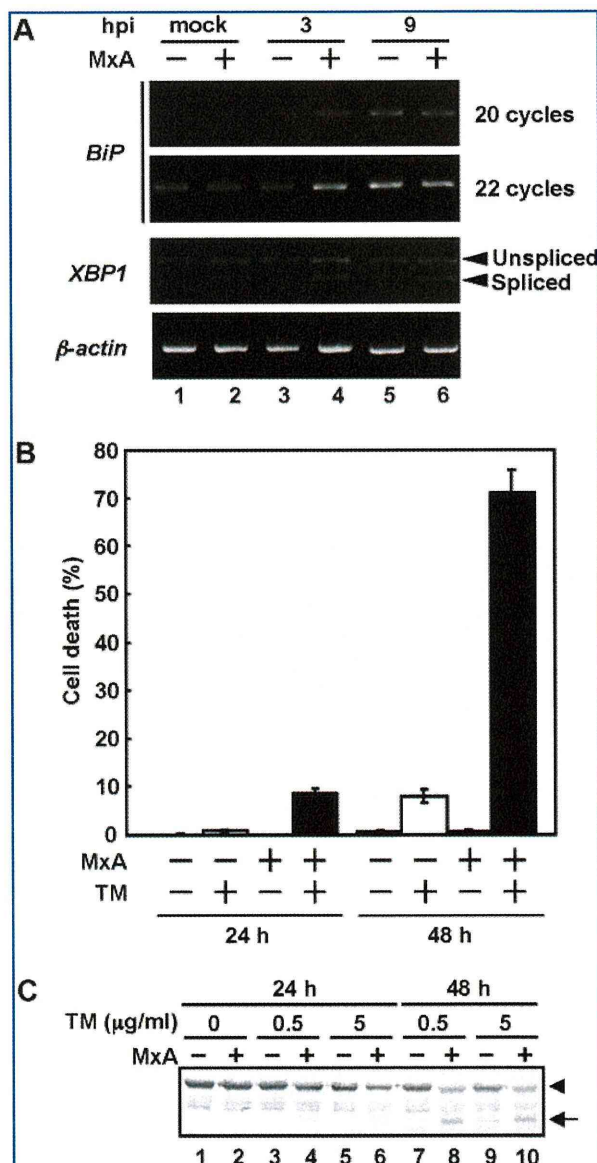 A
hpi mock 3 9
MxA − + − + − +
BiP
20 cycles
22 cycles
XBP1
Unspliced
Spliced
β-actin
1 2 3 4 5 6
B
80
70
60
50
40
30
20
10
0
Cell death (%)
MxA − − + + − − + +
TM − + − + − + − +
24 h 48 h
C
24 h 48 h
TM (μg/ml) 0 0.5 5 0.5 5
MxA − + − + − + − + − +
1 2 3 4 5 6 7 8 9 10